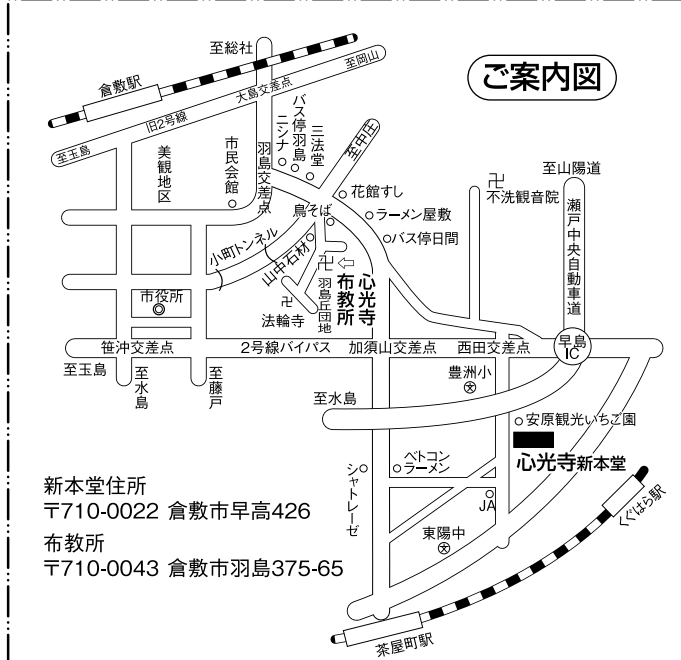 ご案内図
至総社
至岡山
倉敷駅
大島交差点
旧2号線
至玉島
美観地区
市民会館
羽島交差点
ニシナ
バス停羽島
三法堂
至中庄
花館すし
ラーメン屋敷
バス停日間
鳥そば
不洗観音院
至山陽道
瀬戸中央自動車道
小町トンネル
山中石材
卍
卍
卍
⇦
心光寺
布教所
羽島丘団地
法輪寺
市役所
笹沖交差点
2号線バイパス
加須山交差点
西田交差点
早島
IC
至玉島
至水島
至藤戸
豊洲小
至水島
安原観光いちご園
心光寺新本堂
シャトレーゼ
ベトコン
ラーメン
JA
東陽中
くぐはら駅
茶屋町駅
新本堂住所
〒710-0022 倉敷市早高426
布教所
〒710-0043 倉敷市羽島375-65